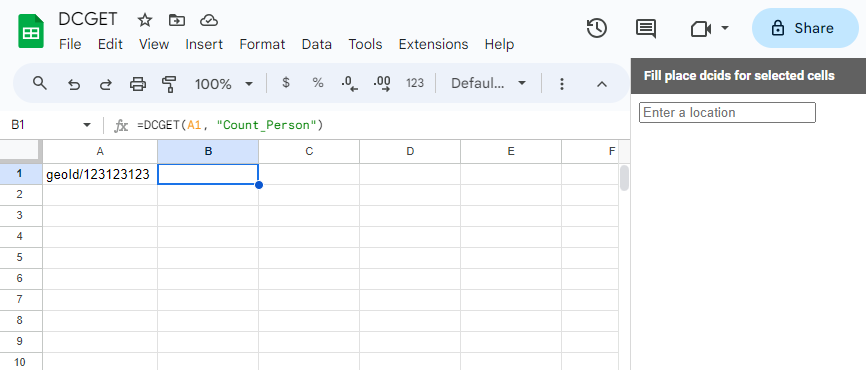 DCGET
File Edit View Insert Format Data Tools Extensions Help
Share
100% $ % .0 .00 123 Defaul...
Fill place dcids for selected cells
Enter a location
B1 fx =DCGET(A1, "Count_Person")
A B C D E F
1 geoId/123123123
2
3
4
5
6
7
8
9
10